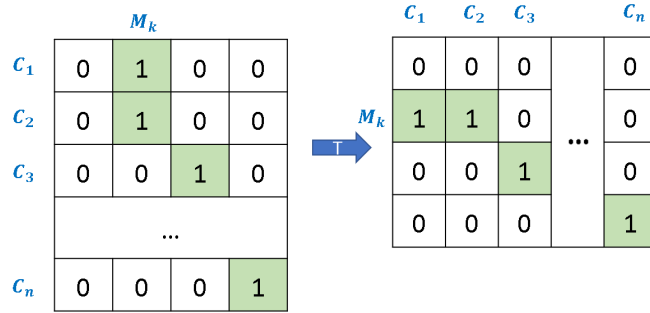 M_k
C_1 0 1 0 0
C_2 0 1 0 0
C_3 0 0 1 0
...
C_n 0 0 0 1
T
C_1 C_2 C_3 C_n
0 0 0 0
M_k 1 1 0 ... 0
0 0 1 0
0 0 0 1